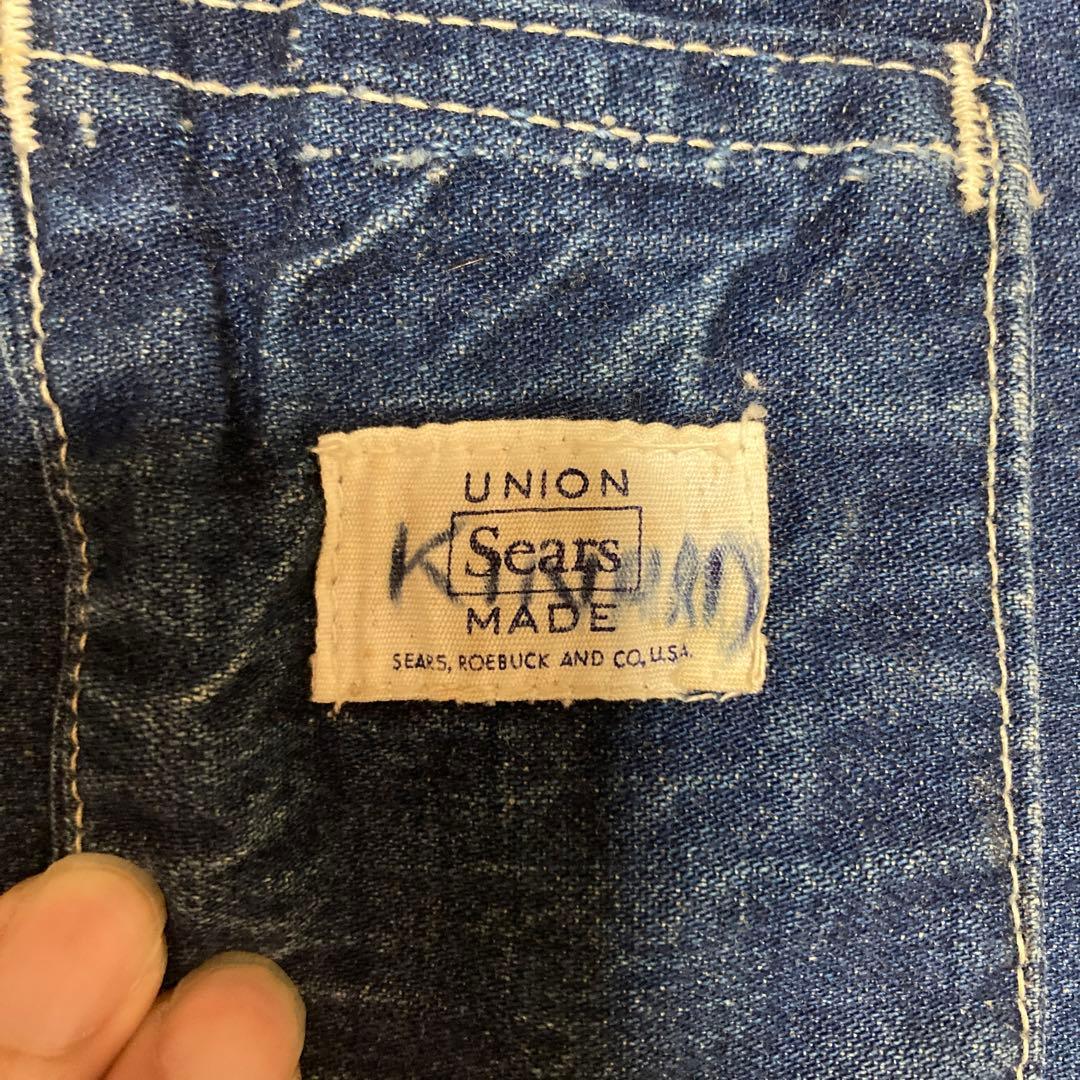 UNION
Sears
MADE
SEARS, ROEBUCK AND CO., U.S.A.